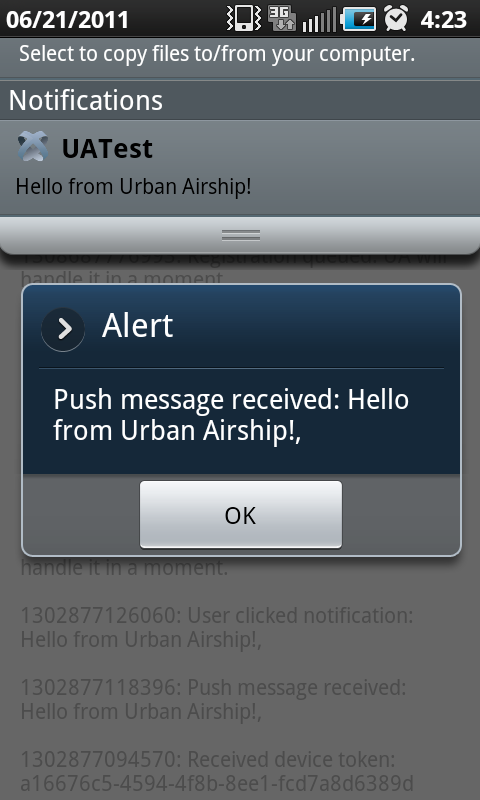 06/21/2011
3G
4:23
Select to copy files to/from your computer.
Notifications
UATest
Hello from Urban Airship!
Registration queued. UA will
handle it in a moment.
Alert
Push message received: Hello
from Urban Airship!,
OK
handle it in a moment.
1302877126060: User clicked notification:
Hello from Urban Airship!,
1302877118396: Push message received:
Hello from Urban Airship!,
1302877094570: Received device token:
a16676c5-4594-4f8b-8ee1-fcd7a8d6389d